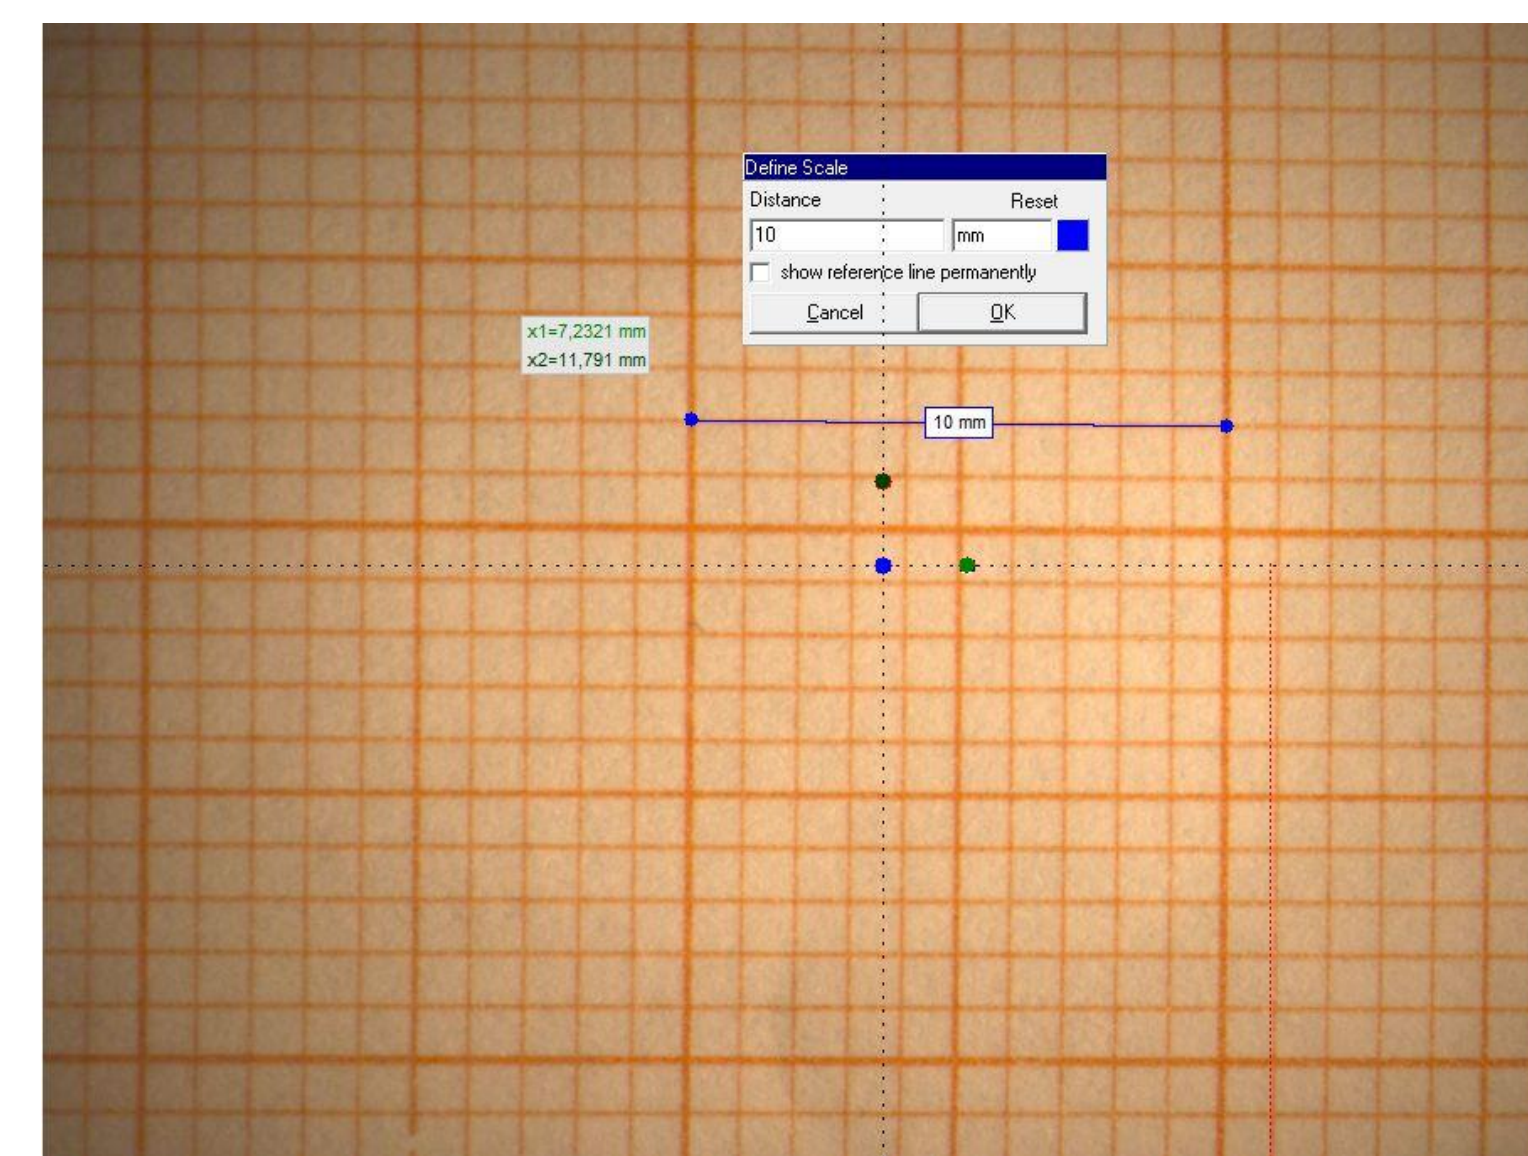 Define Scale
Distance Reset
10 mm
show reference line permanently
Cancel OK
x1=7,2321 mm
x2=11,791 mm
10 mm